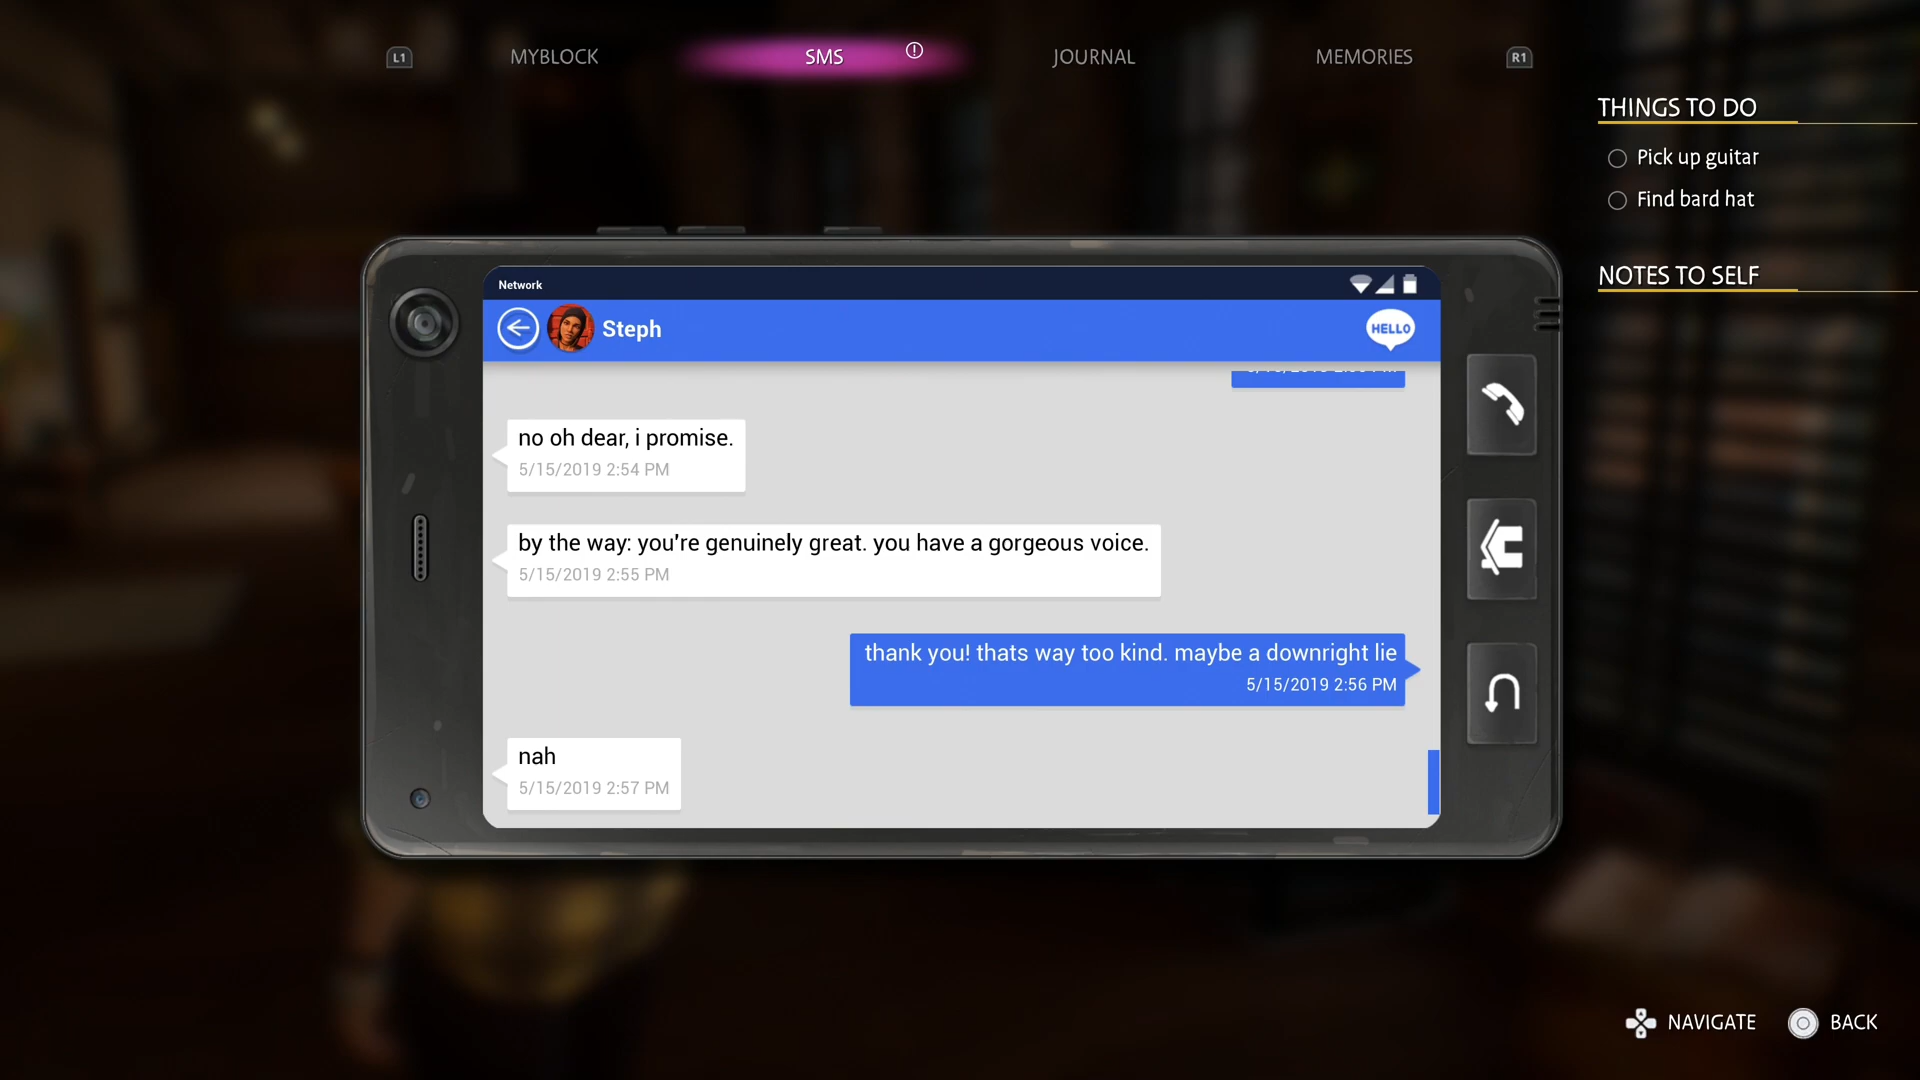 L1
MYBLOCK
SMS
JOURNAL
MEMORIES
R1
THINGS TO DO
Pick up guitar
Find bard hat
NOTES TO SELF
Network
Steph
HELLO
no oh dear, i promise.
5/15/2019 2:54 PM
by the way: you're genuinely great. you have a gorgeous voice.
5/15/2019 2:55 PM
thank you! thats way too kind. maybe a downright lie
5/15/2019 2:56 PM
nah
5/15/2019 2:57 PM
NAVIGATE
BACK